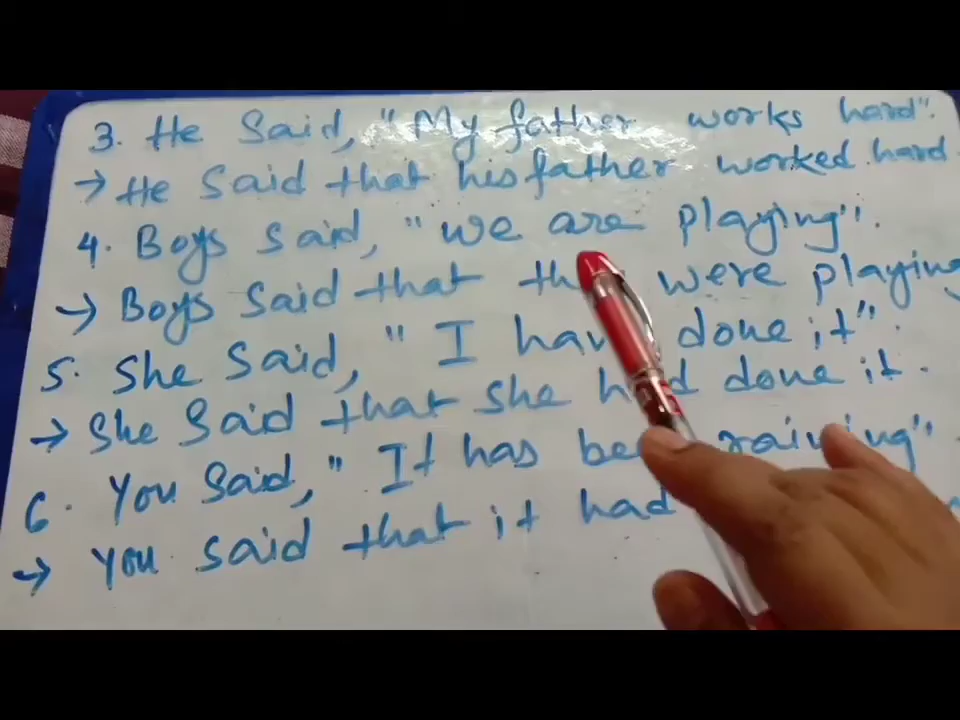 3. He Said, "My father works hard".
→ He Said that his father worked hard
4. Boys said, "We are playing".
→ Boys Said that were playing
5. She Said, "I done it".
→ She Said that she had done it.
6. You Said, "It has raining"
→ You said that it had